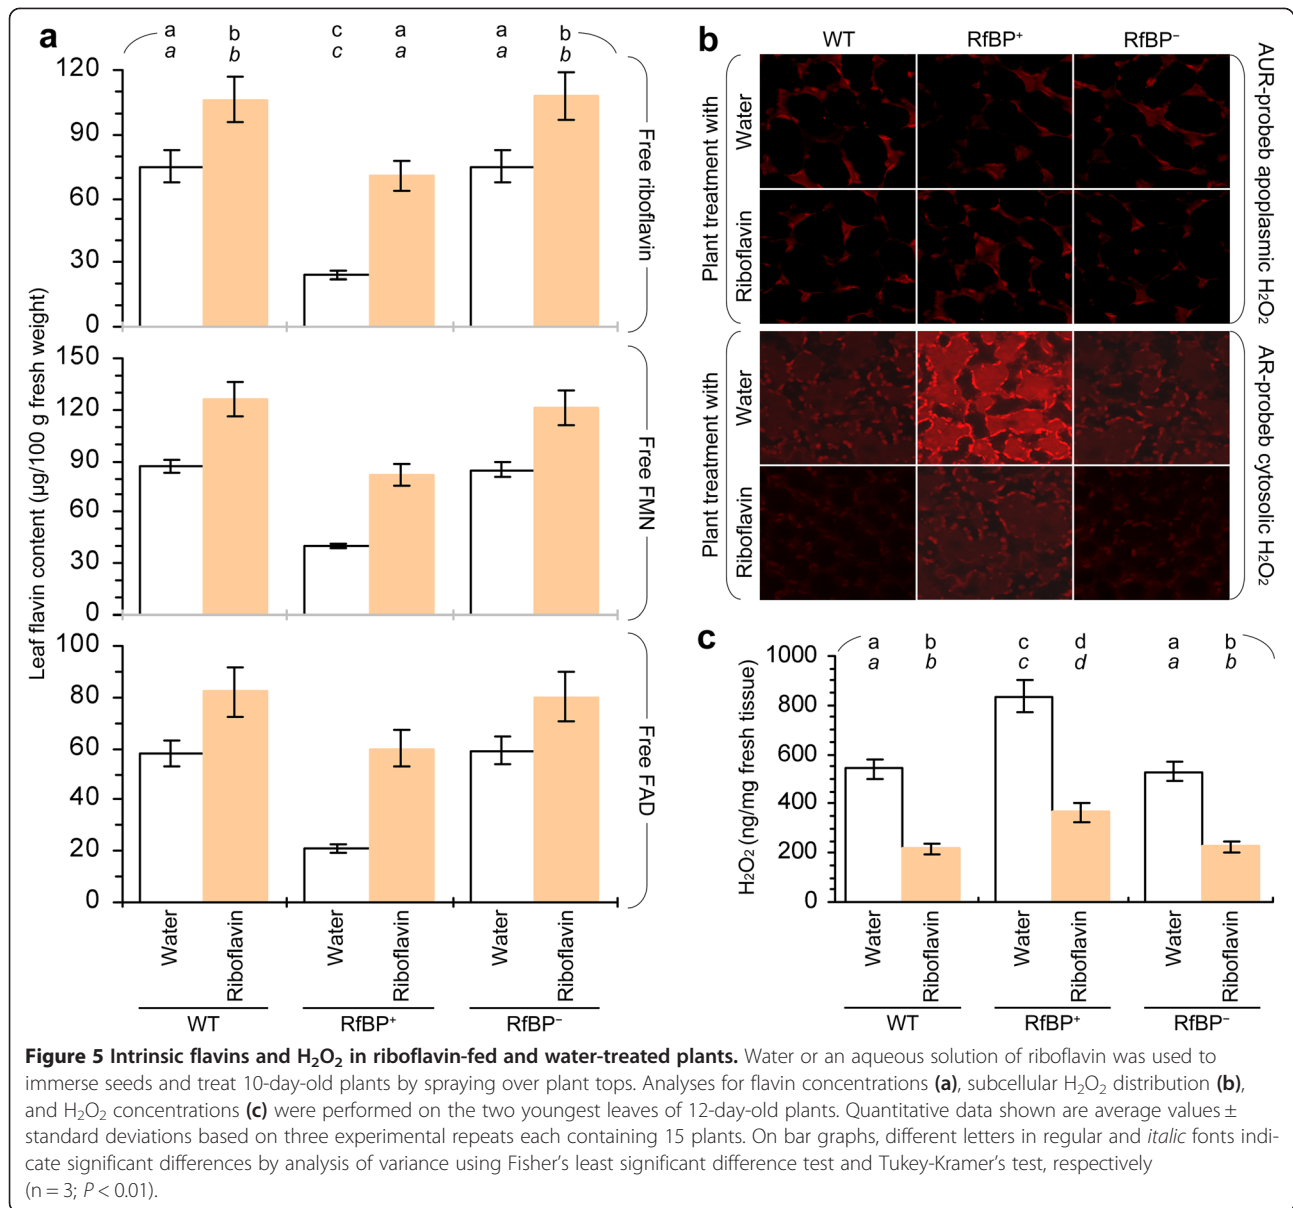 a
a b c a a b
a b c a a b
Leaf flavin content (µg/100 g fresh weight)
120
90
60
30
0
Free riboflavin
150
120
90
60
30
0
Free FMN
100
80
60
40
20
0
Free FAD
Water Riboflavin Water Riboflavin Water Riboflavin
WT RfBP⁺ RfBP⁻
b
WT RfBP⁺ RfBP⁻
Plant treatment with
Water
Riboflavin
AUR-probeb apoplasmic H₂O₂
Plant treatment with
Water
Riboflavin
AR-probeb cytosolic H₂O₂
c
a b c d a b
a b c d a b
H₂O₂ (ng/mg fresh tissue)
1000
800
600
400
200
0
Water Riboflavin Water Riboflavin Water Riboflavin
WT RfBP⁺ RfBP⁻
Figure 5 Intrinsic flavins and H₂O₂ in riboflavin-fed and water-treated plants. Water or an aqueous solution of riboflavin was used to
immerse seeds and treat 10-day-old plants by spraying over plant tops. Analyses for flavin concentrations (a), subcellular H₂O₂ distribution (b),
and H₂O₂ concentrations (c) were performed on the two youngest leaves of 12-day-old plants. Quantitative data shown are average values ±
standard deviations based on three experimental repeats each containing 15 plants. On bar graphs, different letters in regular and italic fonts indi-
cate significant differences by analysis of variance using Fisher's least significant difference test and Tukey-Kramer's test, respectively
(n = 3; P < 0.01).